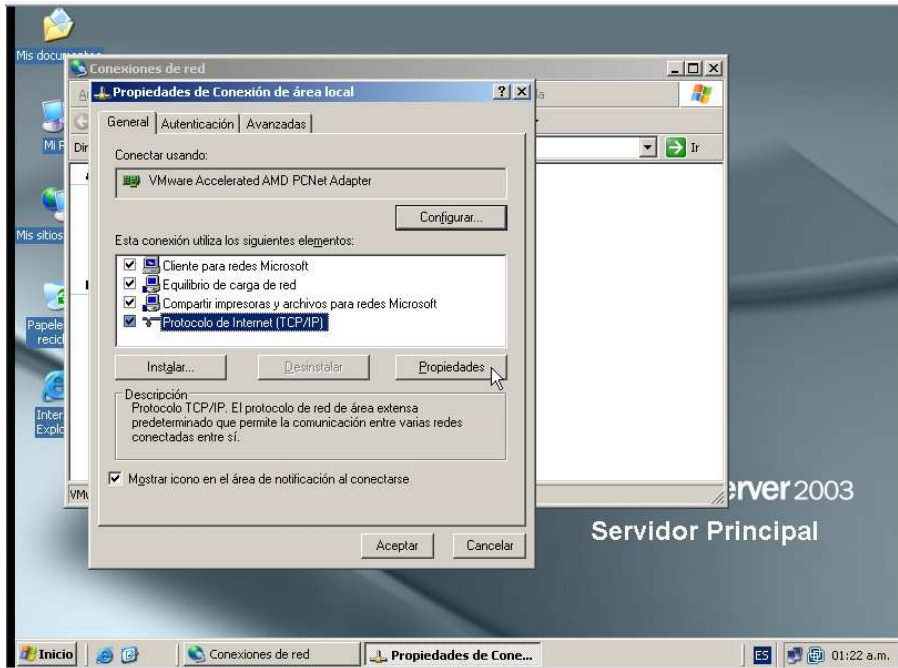 Mis documentos
Conexiones de red
Propiedades de Conexión de área local
General
Autenticación
Avanzadas
Ir
Conectar usando:
VMware Accelerated AMD PCNet Adapter
Configurar...
Esta conexión utiliza los siguientes elementos:
Cliente para redes Microsoft
Equilibrio de carga de red
Compartir impresoras y archivos para redes Microsoft
Protocolo de Internet (TCP/IP)
Instalar...
Desinstalar
Propiedades
Descripción
Protocolo TCP/IP. El protocolo de red de área extensa
predeterminado que permite la comunicación entre varias redes
conectadas entre sí.
Mostrar icono en el área de notificación al conectarse
Aceptar
Cancelar
Mi P
Dir
Mis sitios
Papele
recicl
Inter
Explo
VMw
erver 2003
Servidor Principal
Inicio
Conexiones de red
Propiedades de Cone...
ES
01:22 a.m.